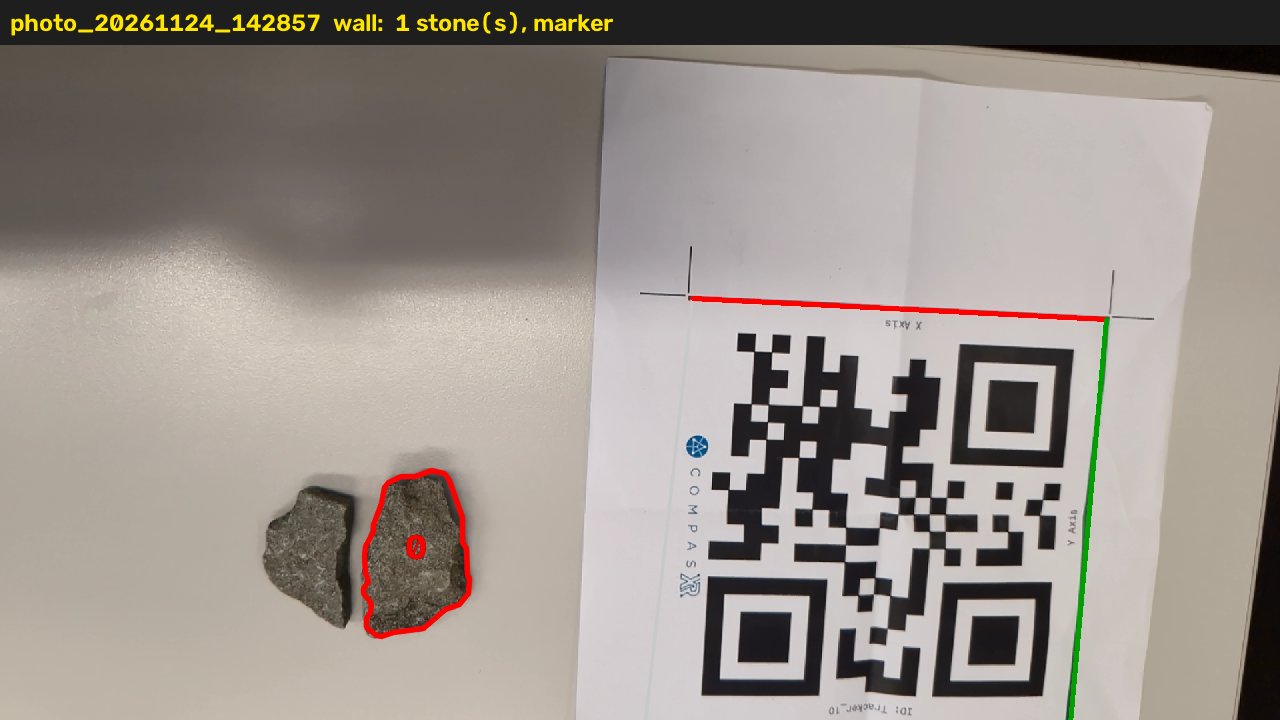 photo_20261124_142857 wall: 1 stone(s), marker
X Axis
0
COMPAS XR
Y Axis
ID: Tracker_10